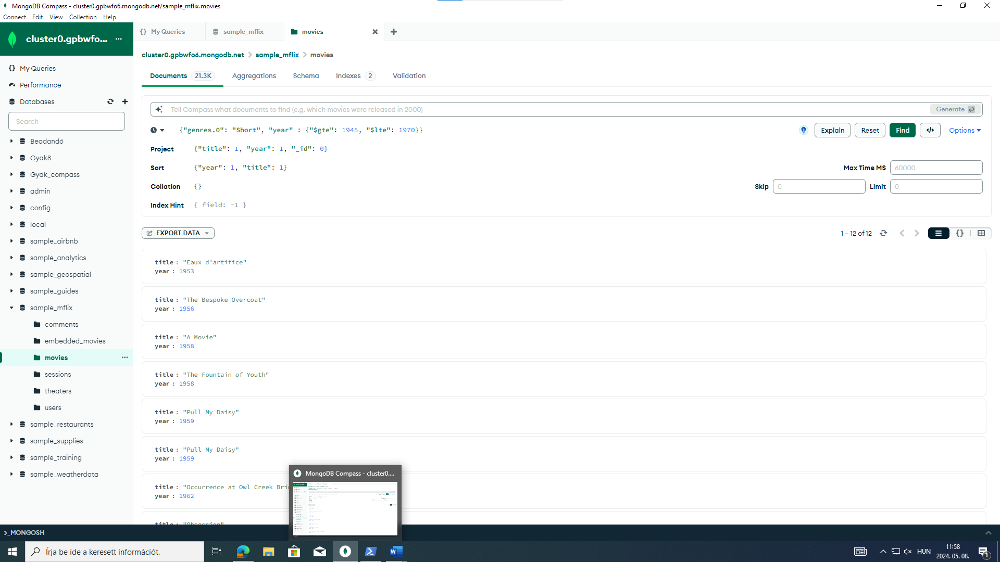 MongoDB Compass - cluster0.gpbwfo6.mongodb.net/sample_mflix.movies
Connect Edit View Collection Help
cluster0.gpbwfo...
My Queries
Performance
Databases
Search
Beadandó
Gyak8
Gyak_compass
admin
config
local
sample_airbnb
sample_analytics
sample_geospatial
sample_guides
sample_mflix
comments
embedded_movies
movies
sessions
theaters
users
sample_restaurants
sample_supplies
sample_training
sample_weatherdata
{} My Queries sample_mflix movies
cluster0.gpbwfo6.mongodb.net > sample_mflix > movies
Documents 21.3K Aggregations Schema Indexes 2 Validation
Tell Compass what documents to find (e.g. which movies were released in 2000) Generate
{"genres.0": "Short", "year" : {"$gte": 1945, "$lte": 1970}} Explain Reset Find </> Options
Project {"title": 1, "year": 1, "_id": 0}
Sort {"year": 1, "title": 1} Max Time MS 60000
Collation {} Skip 0 Limit 0
Index Hint { field: -1 }
EXPORT DATA 1 – 12 of 12 {}
title : "Eaux d'artifice"
year : 1953
title : "The Bespoke Overcoat"
year : 1956
title : "A Movie"
year : 1958
title : "The Fountain of Youth"
year : 1958
title : "Pull My Daisy"
year : 1959
title : "Pull My Daisy"
year : 1959
title : "Occurrence at Owl Creek Bri
year : 1962
title : "Obsession"
MongoDB Compass - cluster0....
>_MONGOSH
Írja be ide a keresett információt.
HUN
11:58
2024. 05. 08.
1